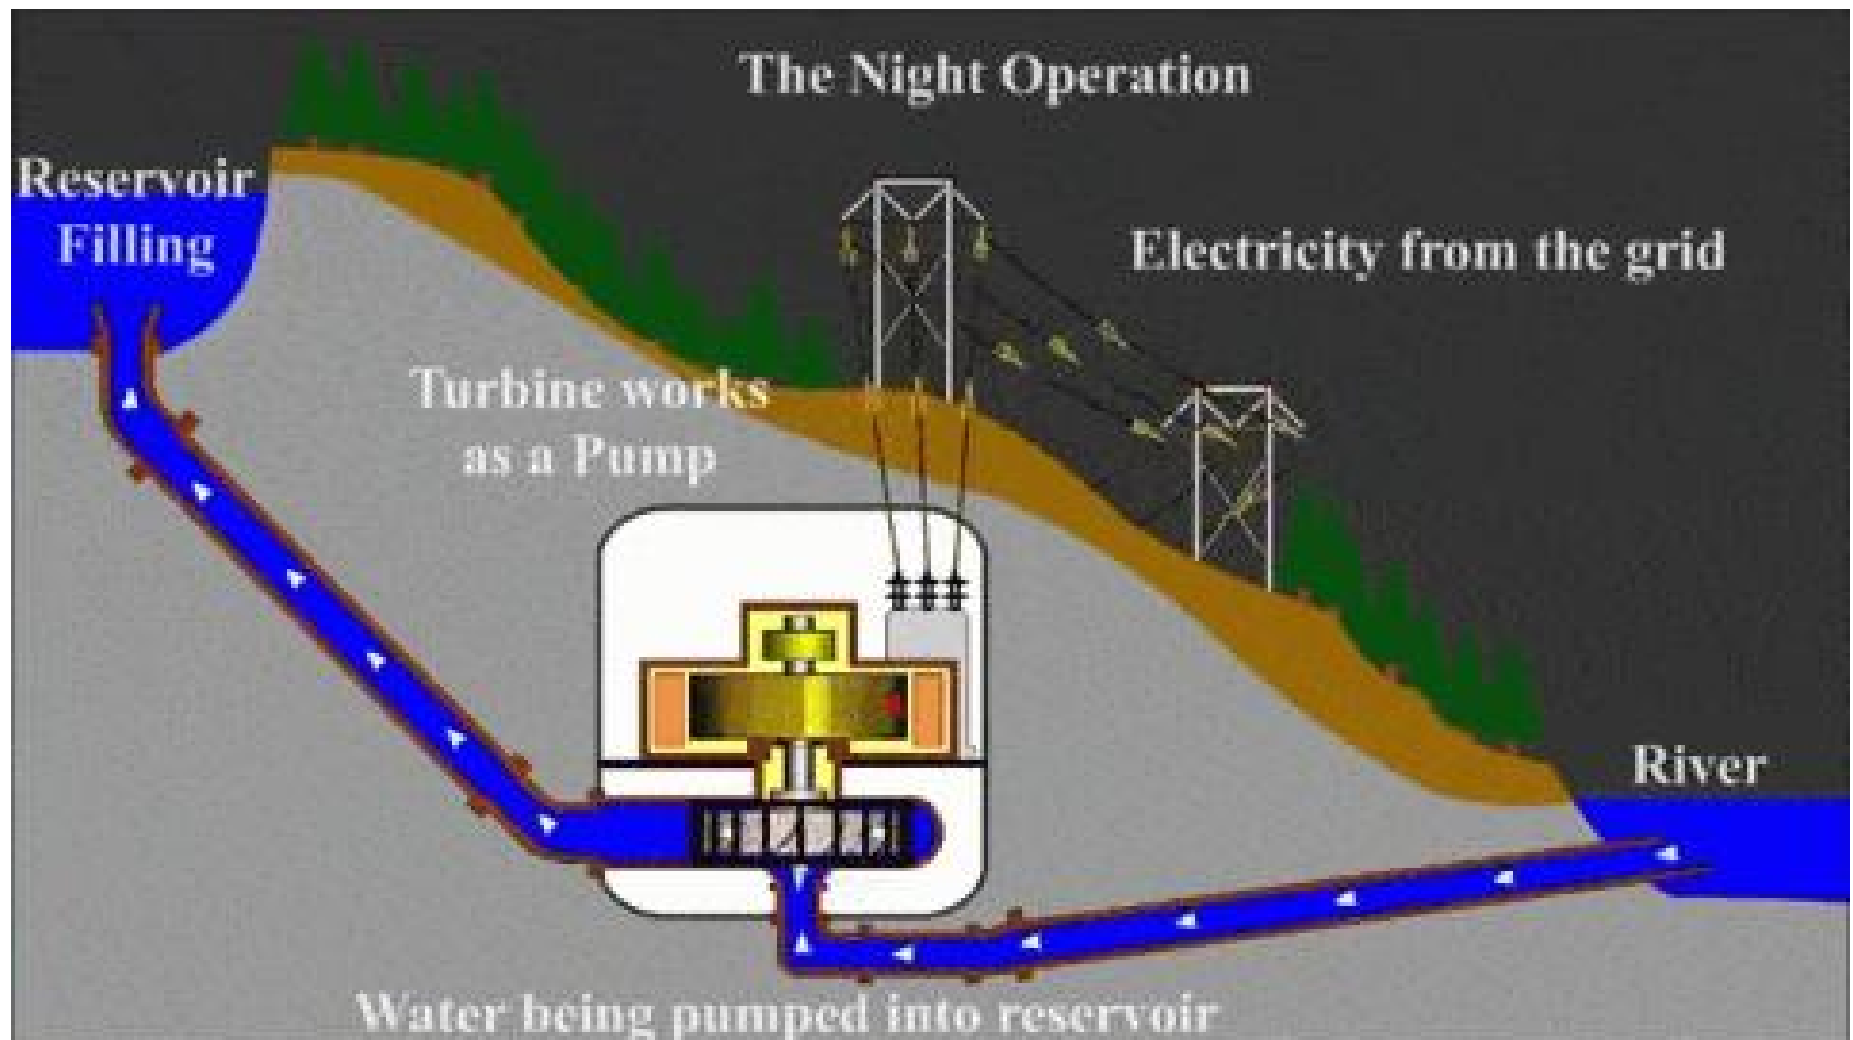 The Night Operation
Reservoir
Filling
Electricity from the grid
Turbine works
as a Pump
River
Water being pumped into reservoir